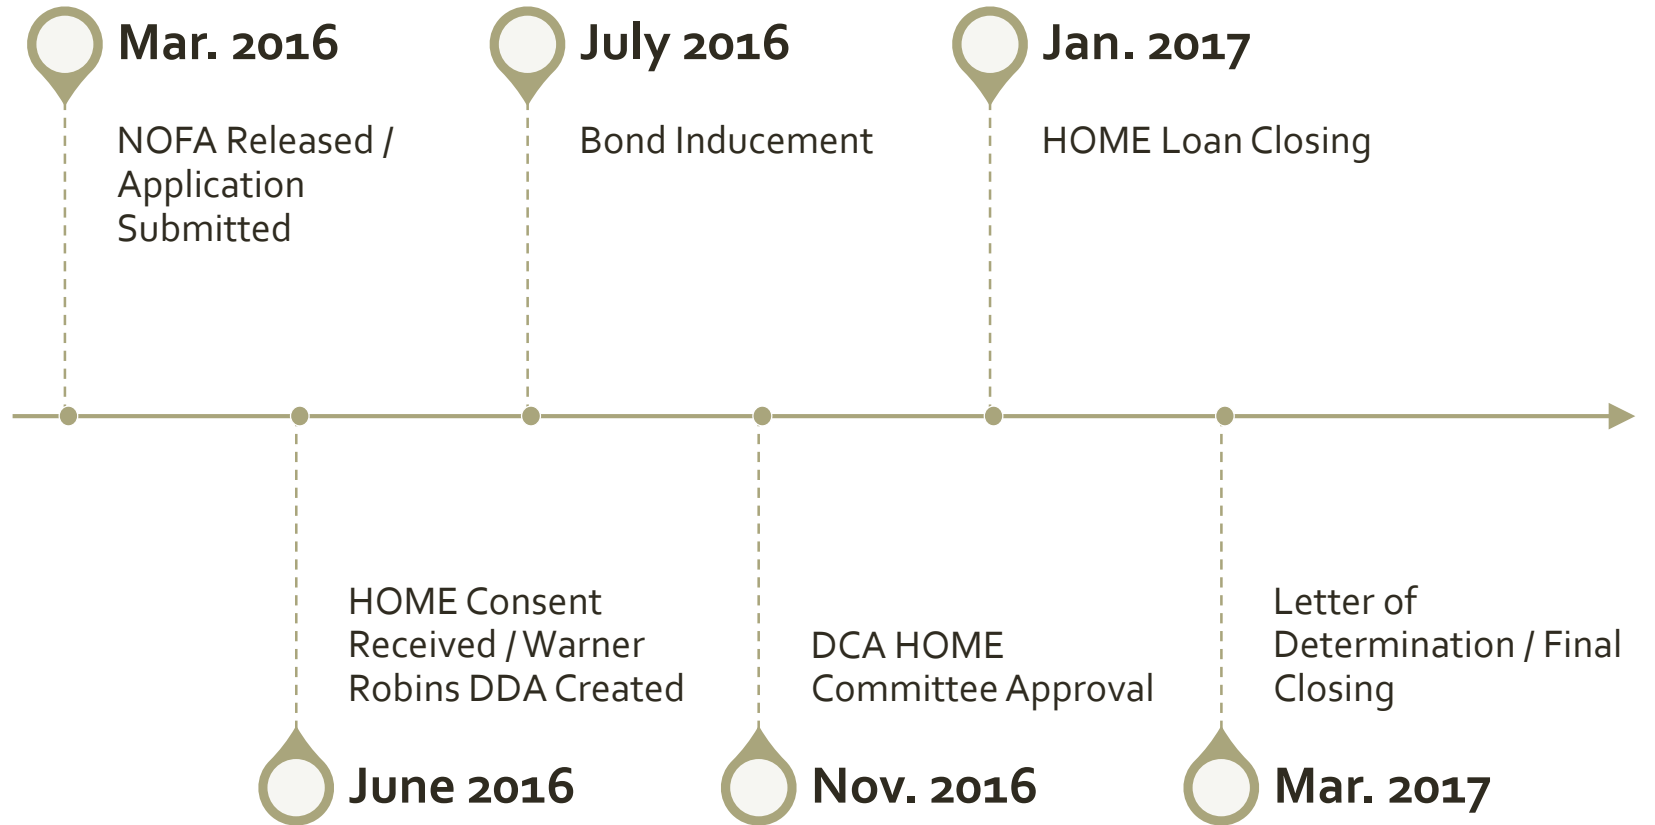 Mar. 2016
NOFA Released /
Application
Submitted
July 2016
Bond Inducement
Jan. 2017
HOME Loan Closing
HOME Consent
Received / Warner
Robins DDA Created
June 2016
DCA HOME
Committee Approval
Nov. 2016
Letter of
Determination / Final
Closing
Mar. 2017